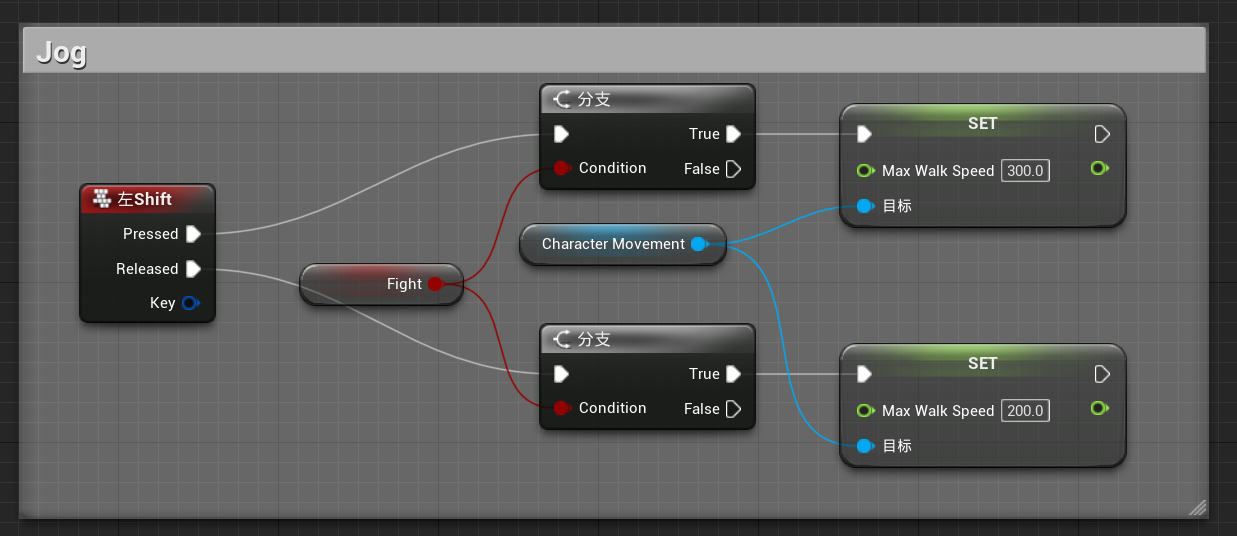 Jog
左Shift
Pressed
Released
Key
Fight
分支
True
Condition
False
Character Movement
分支
True
Condition
False
SET
Max Walk Speed 300.0
目标
SET
Max Walk Speed 200.0
目标